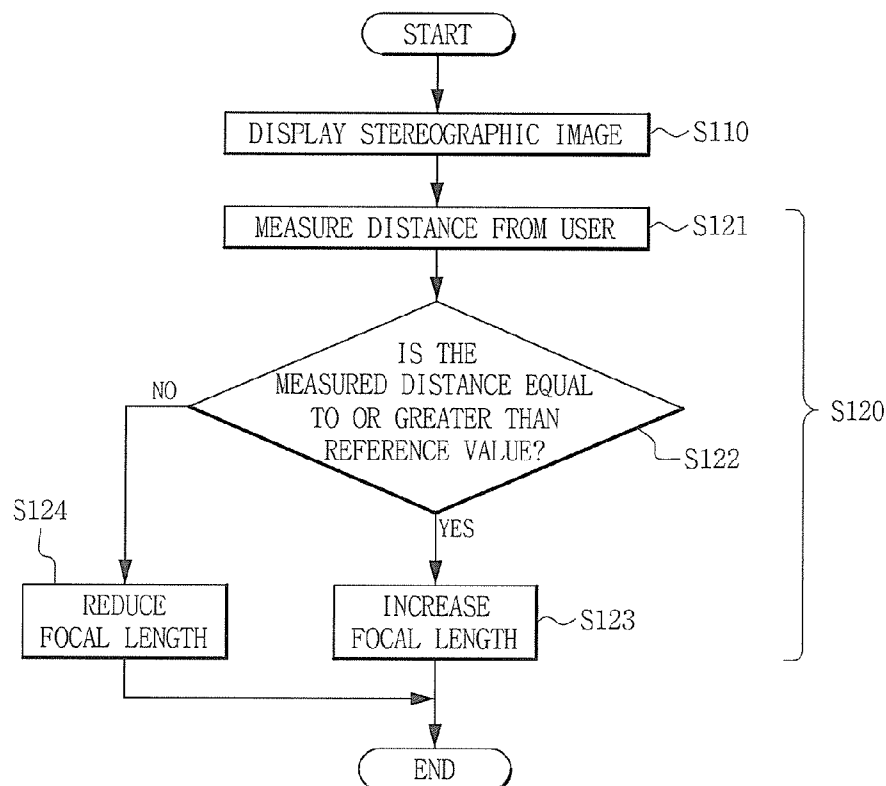 START
DISPLAY STEREOGRAPHIC IMAGE
S110
MEASURE DISTANCE FROM USER
S121
IS THE
MEASURED DISTANCE EQUAL
TO OR GREATER THAN
REFERENCE VALUE?
S122
NO
YES
S120
S124
REDUCE
FOCAL LENGTH
INCREASE
FOCAL LENGTH
S123
END